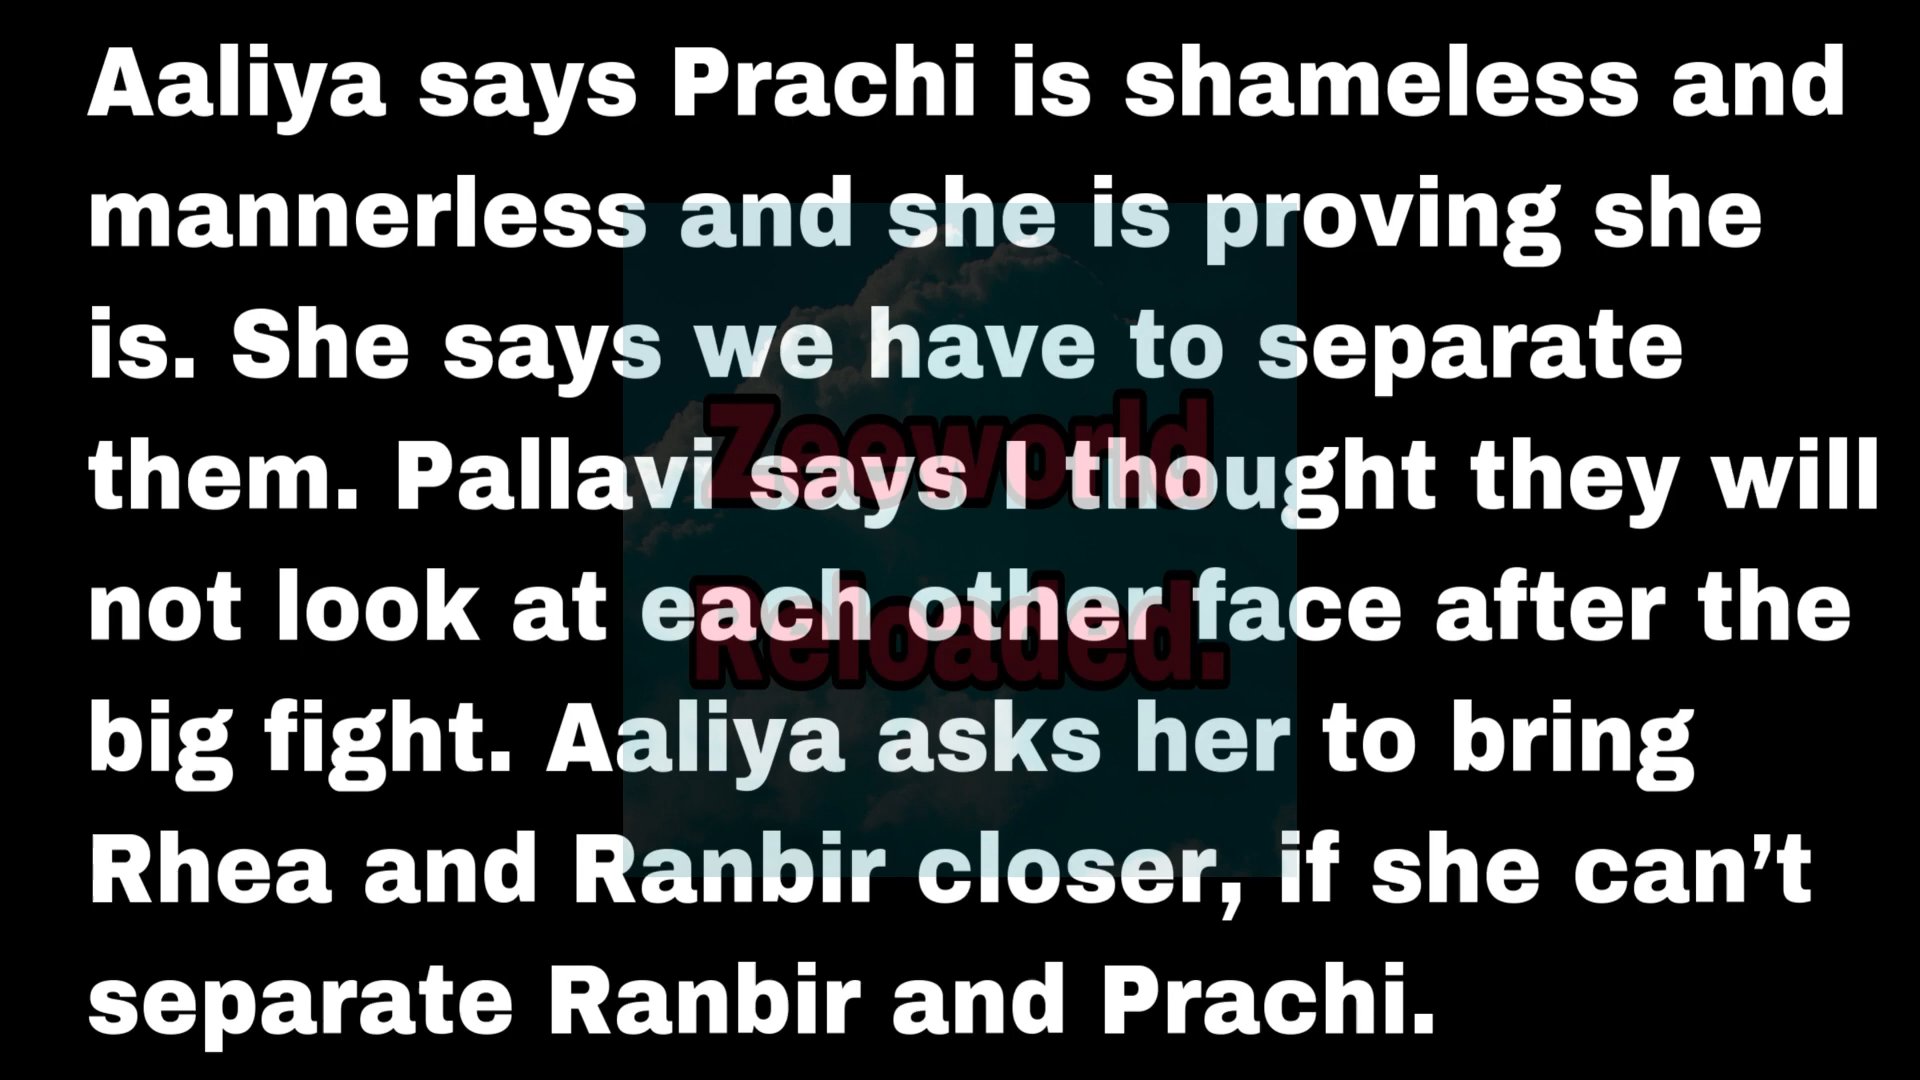 Aaliya says Prachi is shameless and
mannerless and she is proving she
is. She says we have to separate
them. Pallavi says I thought they will
not look at each other face after the
big fight. Aaliya asks her to bring
Rhea and Ranbir closer, if she can’t
separate Ranbir and Prachi.
Zeeworld
Reloaded.